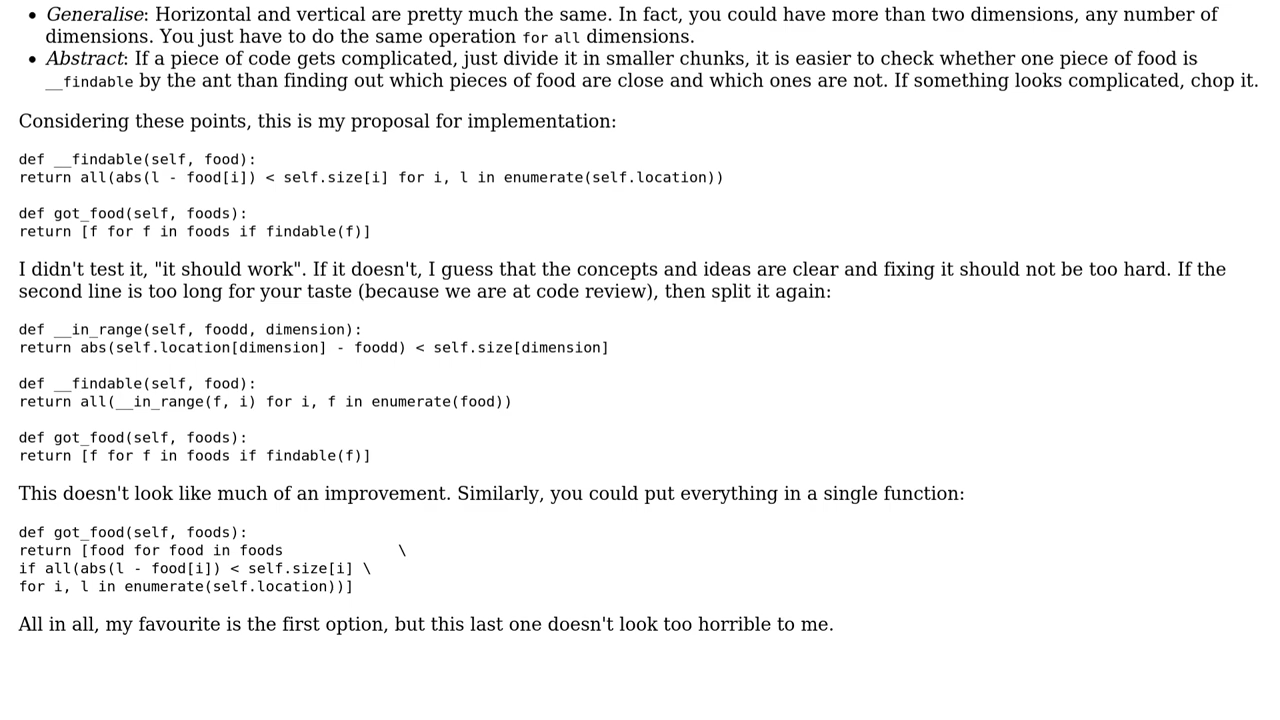 • Generalise: Horizontal and vertical are pretty much the same. In fact, you could have more than two dimensions, any number of
dimensions. You just have to do the same operation for all dimensions.
• Abstract: If a piece of code gets complicated, just divide it in smaller chunks, it is easier to check whether one piece of food is
__findable by the ant than finding out which pieces of food are close and which ones are not. If something looks complicated, chop it.
Considering these points, this is my proposal for implementation:
def __findable(self, food):
return all(abs(l - food[i]) < self.size[i] for i, l in enumerate(self.location))
def got_food(self, foods):
return [f for f in foods if findable(f)]
I didn't test it, "it should work". If it doesn't, I guess that the concepts and ideas are clear and fixing it should not be too hard. If the
second line is too long for your taste (because we are at code review), then split it again:
def __in_range(self, foodd, dimension):
return abs(self.location[dimension] - foodd) < self.size[dimension]
def __findable(self, food):
return all(__in_range(f, i) for i, f in enumerate(food))
def got_food(self, foods):
return [f for f in foods if findable(f)]
This doesn't look like much of an improvement. Similarly, you could put everything in a single function:
def got_food(self, foods):
return [food for food in foods             \
if all(abs(l - food[i]) < self.size[i] \
for i, l in enumerate(self.location))]
All in all, my favourite is the first option, but this last one doesn't look too horrible to me.